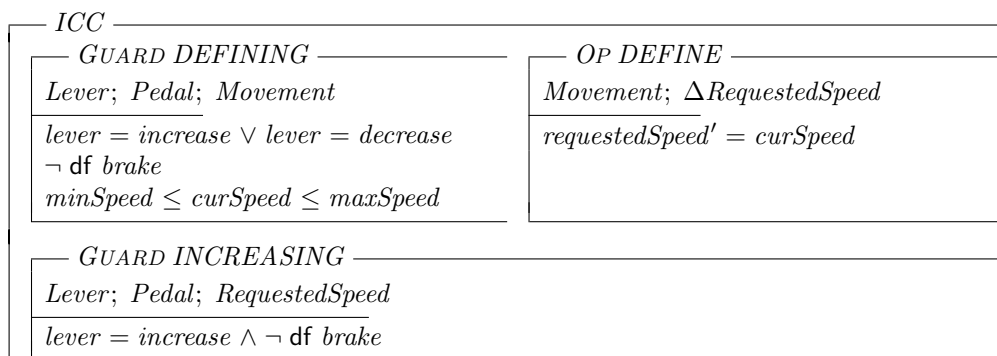 ICC
GUARD DEFINING
Lever; Pedal; Movement
lever = increase ∨ lever = decrease
¬ df brake
minSpeed ≤ curSpeed ≤ maxSpeed
OP DEFINE
Movement; ΔRequestedSpeed
requestedSpeed′ = curSpeed
GUARD INCREASING
Lever; Pedal; RequestedSpeed
lever = increase ∧ ¬ df brake